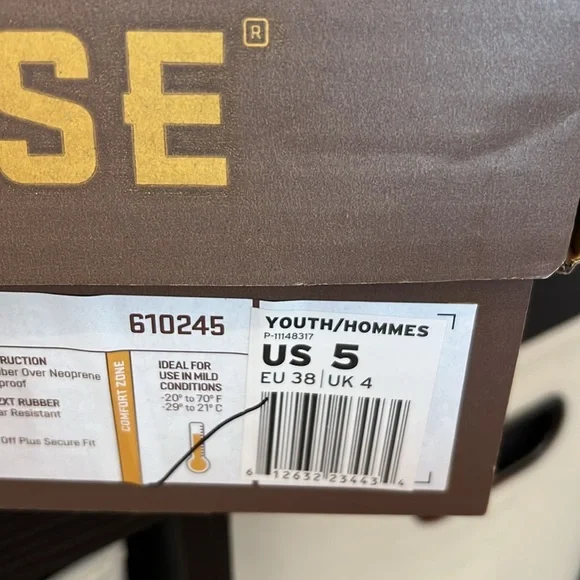 SE®
610245
RUCTION
ber Over Neoprene
proof
EXT RUBBER
ar Resistant
Off Plus Secure Fit
COMFORT ZONE
IDEAL FOR
USE IN MILD
CONDITIONS
-20° to 70° F
-29° to 21° C
YOUTH/HOMMES
P-11148317
US 5
EU 38|UK 4
6 12632 23443 4